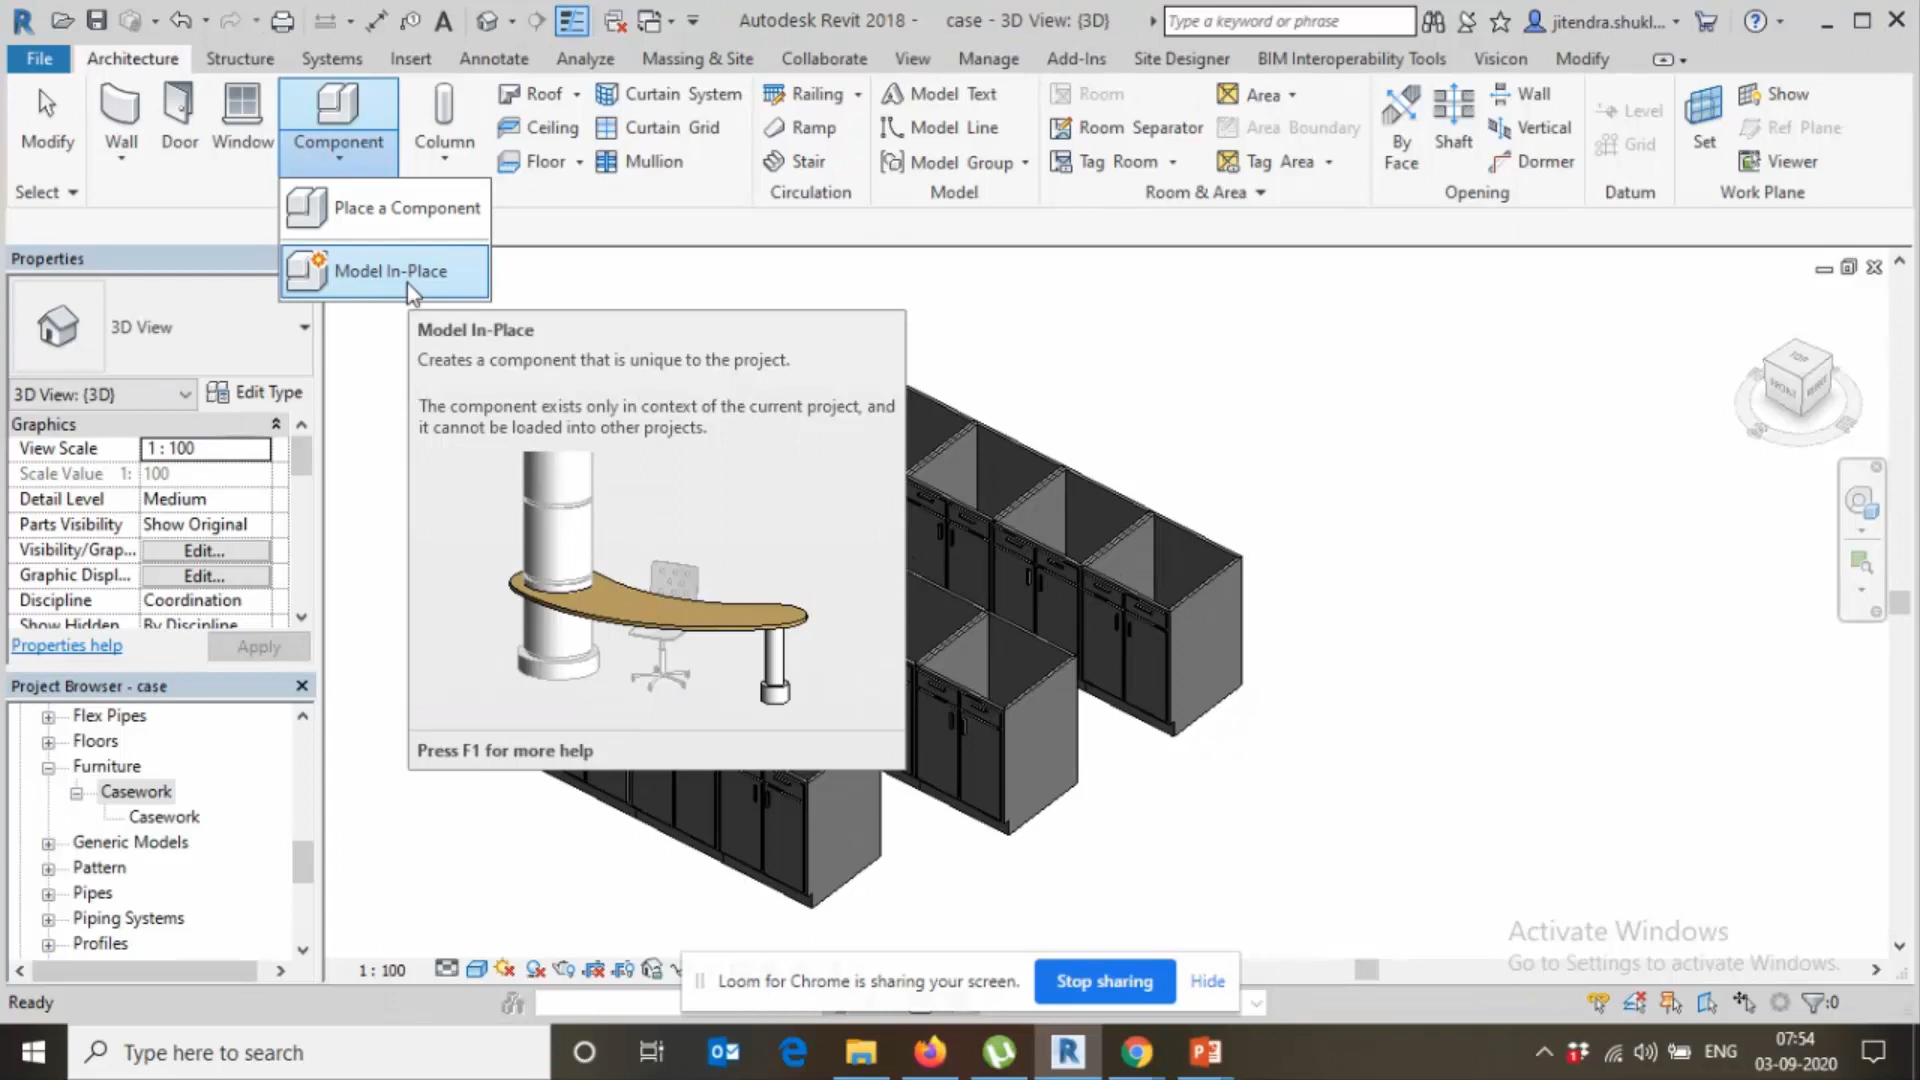 Autodesk Revit 2018 -
case - 3D View: {3D}
Type a keyword or phrase
jitendra.shukl...
File
Architecture
Structure
Systems
Insert
Annotate
Analyze
Massing & Site
Collaborate
View
Manage
Add-Ins
Site Designer
BIM Interoperability Tools
Visicon
Modify
Modify
Wall
Door
Window
Component
Column
Roof
Ceiling
Floor
Curtain System
Curtain Grid
Mullion
Railing
Ramp
Stair
Model Text
Model Line
Model Group
Room
Room Separator
Tag Room
Area
Area Boundary
Tag Area
By
Face
Shaft
Wall
Vertical
Dormer
Level
Grid
Set
Show
Ref Plane
Viewer
Select
Circulation
Model
Room & Area
Opening
Datum
Work Plane
Place a Component
Model In-Place
Model In-Place
Creates a component that is unique to the project.
The component exists only in context of the current project, and
it cannot be loaded into other projects.
Press F1 for more help
Properties
3D View
3D View: {3D}
Edit Type
Graphics
View Scale
1 : 100
Scale Value 1:
100
Detail Level
Medium
Parts Visibility
Show Original
Visibility/Grap...
Edit...
Graphic Displ...
Edit...
Discipline
Coordination
Show Hidden
By Discipline
Properties help
Apply
Project Browser - case
Flex Pipes
Floors
Furniture
Casework
Casework
Generic Models
Pattern
Pipes
Piping Systems
Profiles
TOP
FRONT
1 : 100
Loom for Chrome is sharing your screen.
Stop sharing
Hide
Activate Windows
Go to Settings to activate Windows.
Ready
:0
Type here to search
ENG
07:54
03-09-2020